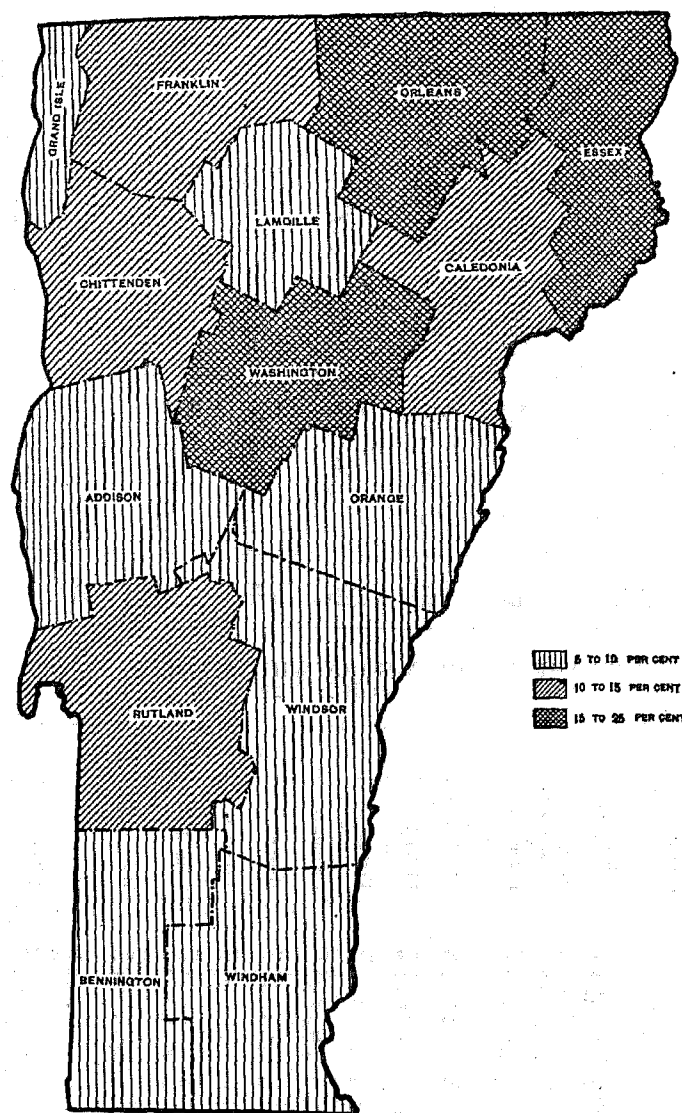 FRANKLIN
ORLEANS
GRAND ISLE
ESSEX
LAMOILLE
CALEDONIA
CHITTENDEN
WASHINGTON
ADDISON
ORANGE
5 TO 10 PER CENT
10 TO 15 PER CENT
15 TO 25 PER CENT
RUTLAND
WINDSOR
BENNINGTON
WINDHAM